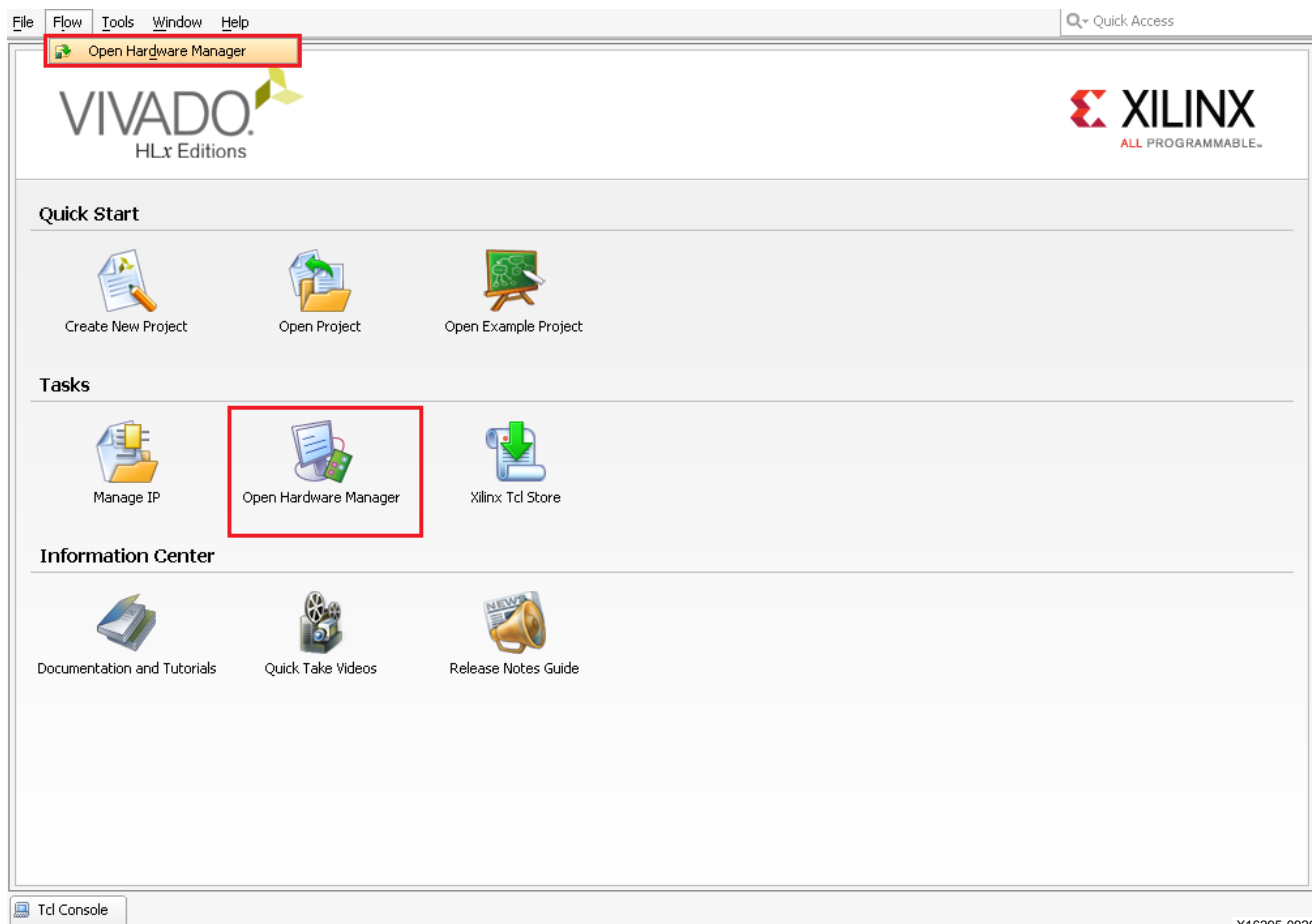 File Flow Tools Window Help
Quick Access
Open Hardware Manager
VIVADO.
HLx Editions
XILINX
ALL PROGRAMMABLE™
Quick Start
Create New Project Open Project Open Example Project
Tasks
Manage IP Open Hardware Manager Xilinx Tcl Store
Information Center
NEWS
Documentation and Tutorials Quick Take Videos Release Notes Guide
Tcl Console